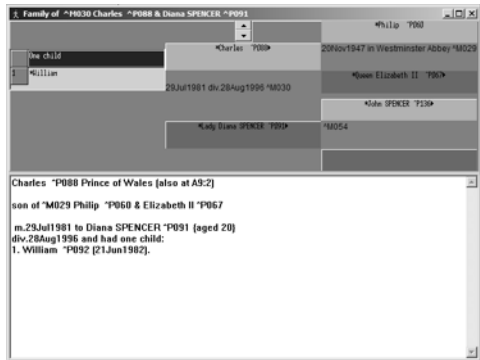 Family of ^M030 Charles ^P088 & Diana SPENCER ^P091
*Philip ^P060
*Charles ^P088
20Nov1947 in Westminster Abbey ^M029
One child
1 *William
*Queen Elizabeth II ^P067
29Jul1981 div.28Aug1996 ^M030
*John SPENCER ^P136
*Lady Diana SPENCER ^P091
^M054
Charles ^P088 Prince of Wales (also at A9:2)
son of ^M029 Philip ^P060 & Elizabeth II ^P067
m.29Jul1981 to Diana SPENCER ^P091 (aged 20)
div.28Aug1996 and had one child:
1. William ^P092 (21Jun1982).